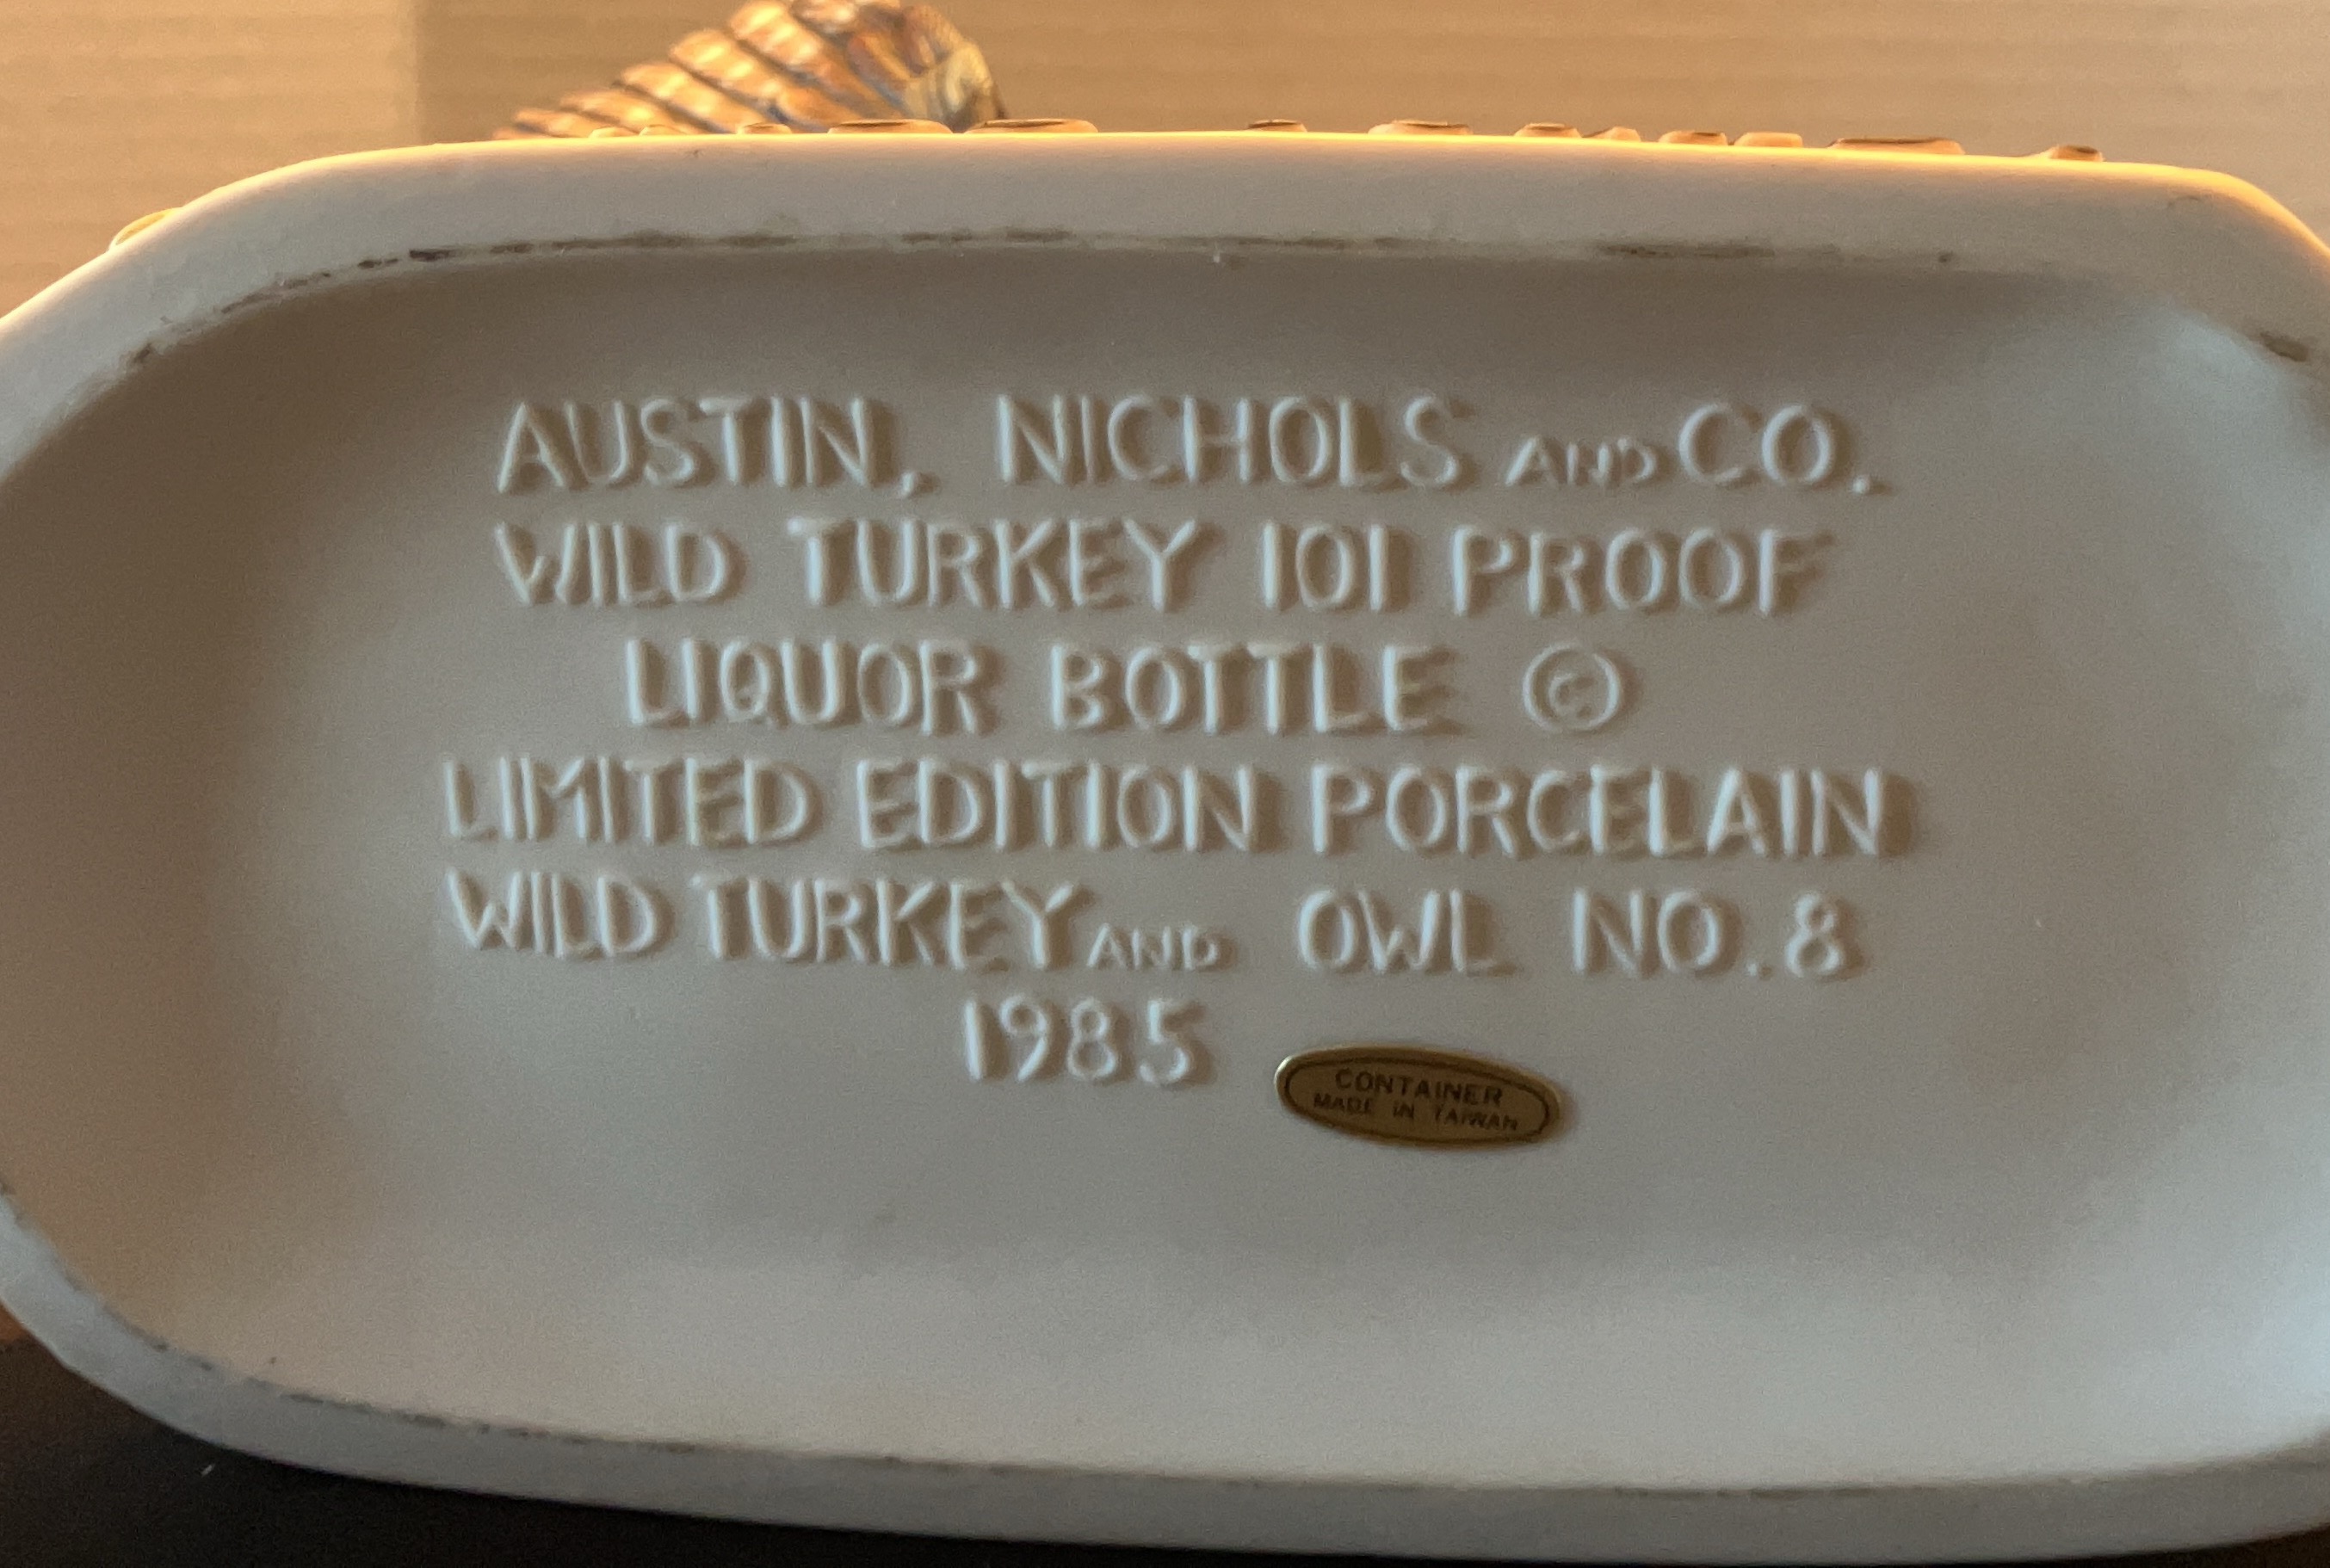 AUSTIN, NICHOLS AND CO.
WILD TURKEY 101 PROOF
LIQUOR BOTTLE ©
LIMITED EDITION PORCELAIN
WILD TURKEY AND OWL NO.8
1985
CONTAINER
MADE IN TAIWAN